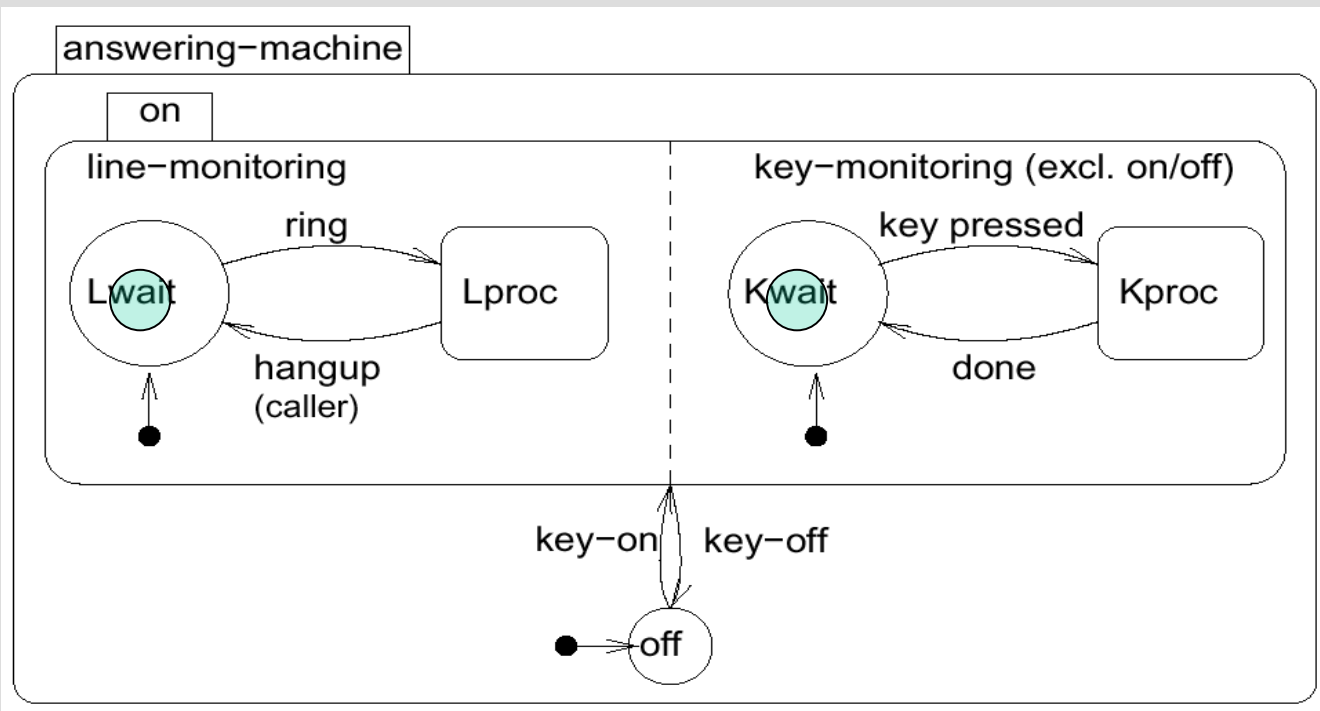 answering−machine
on
line−monitoring
key−monitoring (excl. on/off)
ring
key pressed
Lwait
Lproc
Kwait
Kproc
hangup
(caller)
done
key−on
key−off
off